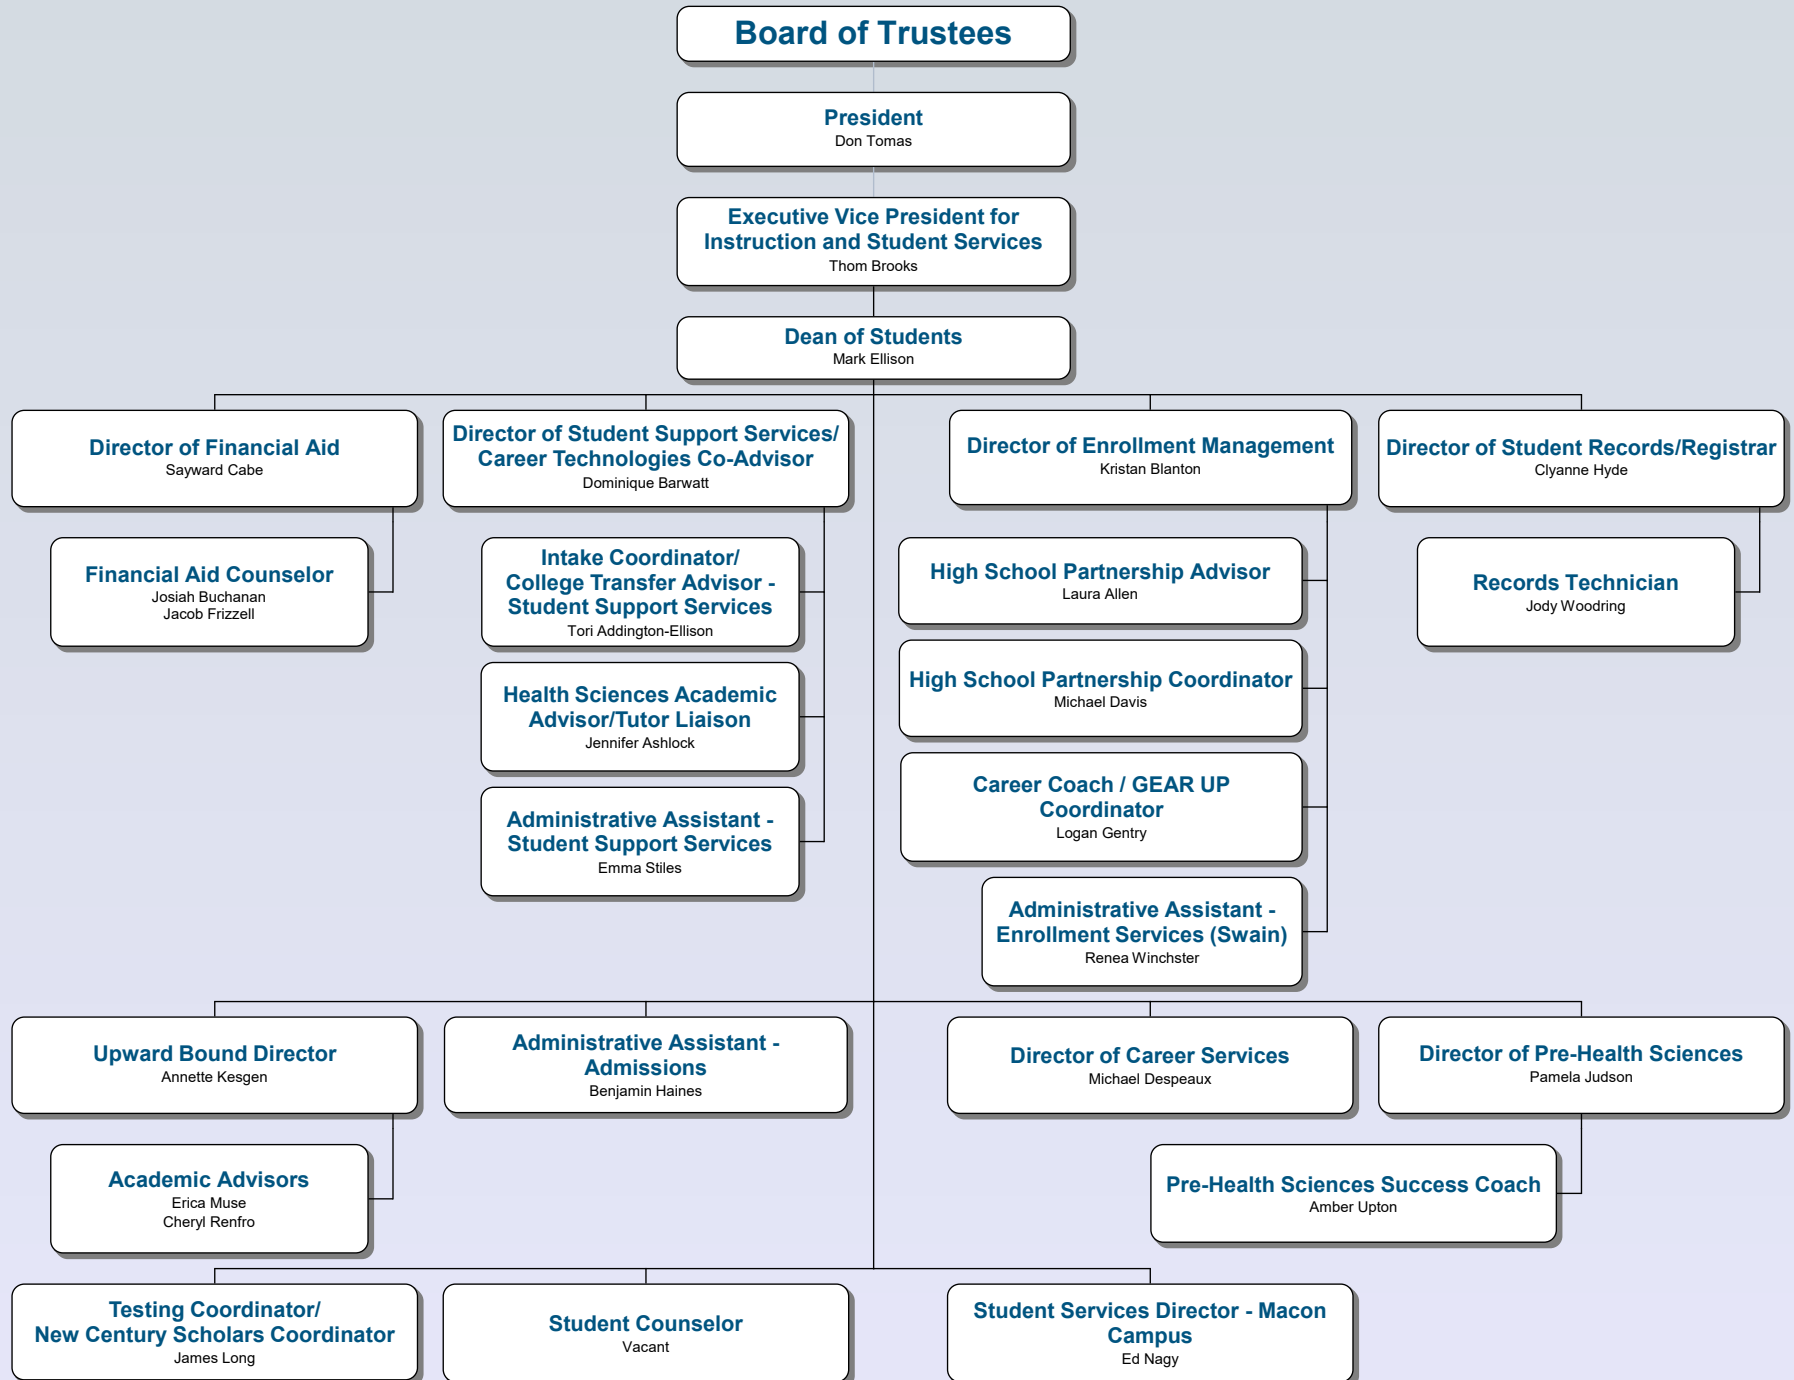 Board of Trustees
President
Don Tomas
Executive Vice President for
Instruction and Student Services
Thom Brooks
Dean of Students
Mark Ellison
Director of Financial Aid
Sayward Cabe
Director of Student Support Services/
Career Technologies Co-Advisor
Dominique Barwatt
Director of Enrollment Management
Kristan Blanton
Director of Student Records/Registrar
Clyanne Hyde
Financial Aid Counselor
Josiah Buchanan
Jacob Frizzell
Intake Coordinator/
College Transfer Advisor -
Student Support Services
Tori Addington-Ellison
Health Sciences Academic
Advisor/Tutor Liaison
Jennifer Ashlock
Administrative Assistant -
Student Support Services
Emma Stiles
High School Partnership Advisor
Laura Allen
High School Partnership Coordinator
Michael Davis
Career Coach / GEAR UP
Coordinator
Logan Gentry
Administrative Assistant -
Enrollment Services (Swain)
Renea Winchster
Records Technician
Jody Woodring
Upward Bound Director
Annette Kesgen
Administrative Assistant -
Admissions
Benjamin Haines
Director of Career Services
Michael Despeaux
Director of Pre-Health Sciences
Pamela Judson
Academic Advisors
Erica Muse
Cheryl Renfro
Pre-Health Sciences Success Coach
Amber Upton
Testing Coordinator/
New Century Scholars Coordinator
James Long
Student Counselor
Vacant
Student Services Director - Macon
Campus
Ed Nagy